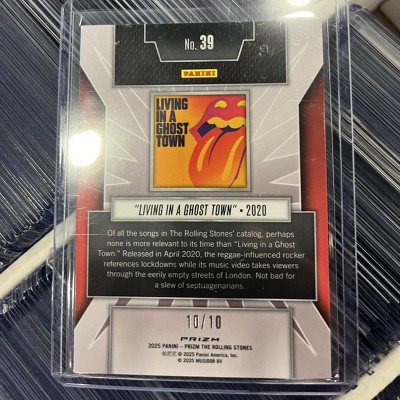 No. 39
PANINI
LIVING
IN A
GHOST
TOWN
"LIVING IN A GHOST TOWN" • 2020
Of all the songs in The Rolling Stones' catalog, perhaps
none is more relevant to its time than "Living in a Ghost
Town." Released in April 2020, the reggae-influenced rocker
references lockdowns while its music video takes viewers
through the eerily empty streets of London. Not bad for
a slew of septuagenarians.
10/10
PRIZM
2025 PANINI – PRIZM THE ROLLING STONES
© 2025 Panini America, Inc.
© 2025 MUSIDOR BV